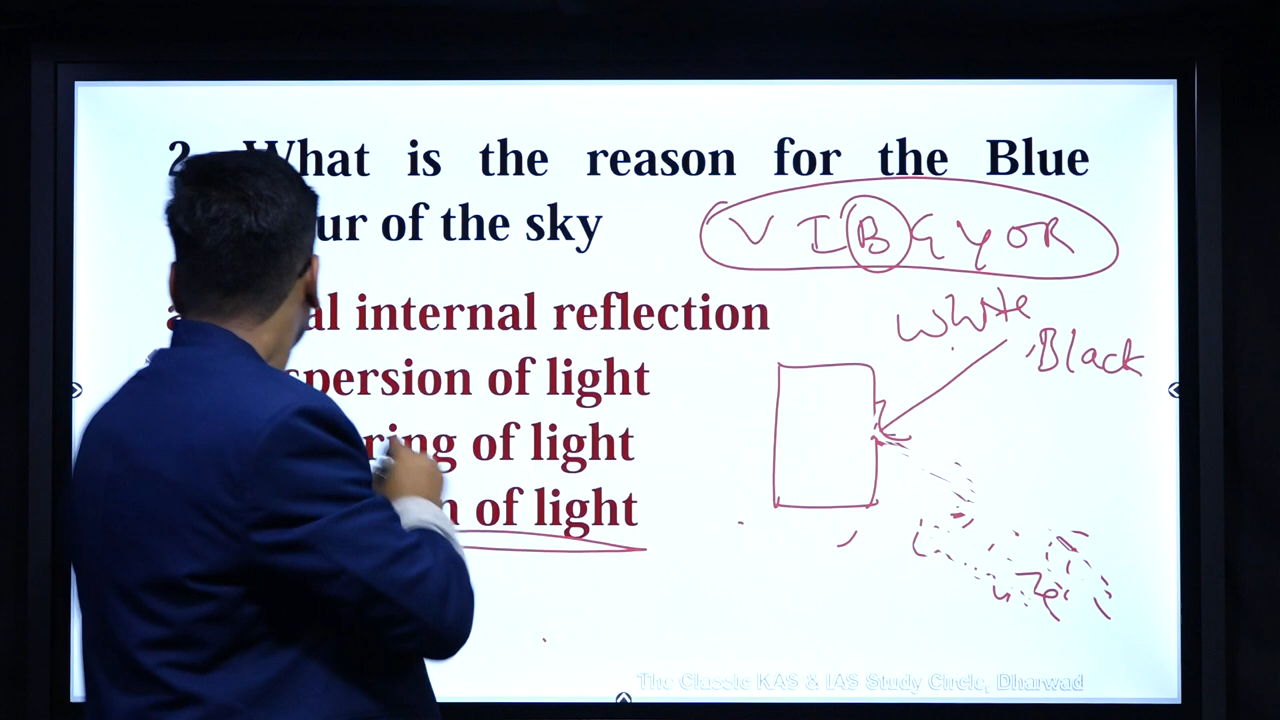 2. What is the reason for the Blue
ur of the sky
VIBGYOR
al internal reflection
White
Black
spersion of light
ring of light
n of light
The Classic KAS & IAS Study Circle, Dharwad